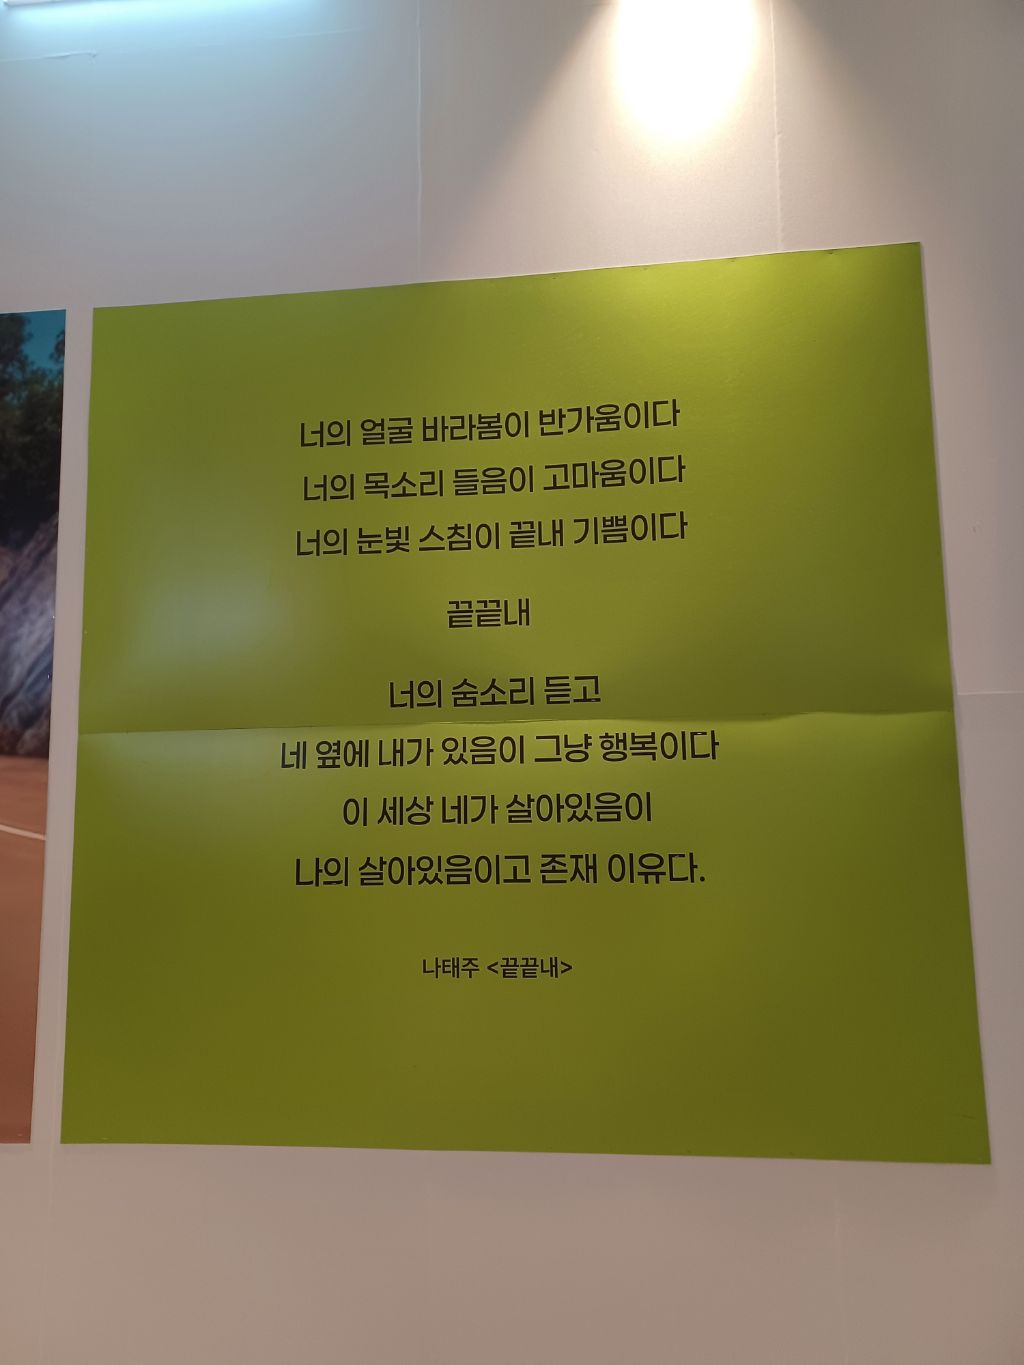 너의 얼굴 바라봄이 반가움이다
너의 목소리 들음이 고마움이다
너의 눈빛 스침이 끝내 기쁨이다
끝끝내
너의 숨소리 듣고
네 옆에 내가 있음이 그냥 행복이다
이 세상 네가 살아있음이
나의 살아있음이고 존재 이유다.
나태주 <끝끝내>